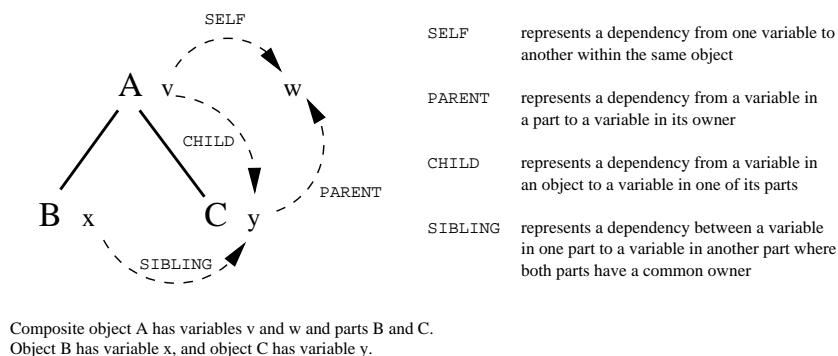 SELF
A v w
CHILD
PARENT
B x C y
SIBLING
SELF represents a dependency from one variable to
another within the same object
PARENT represents a dependency from a variable in
a part to a variable in its owner
CHILD represents a dependency from a variable in
an object to a variable in one of its parts
SIBLING represents a dependency between a variable
in one part to a variable in another part where
both parts have a common owner
Composite object A has variables v and w and parts B and C.
Object B has variable x, and object C has variable y.